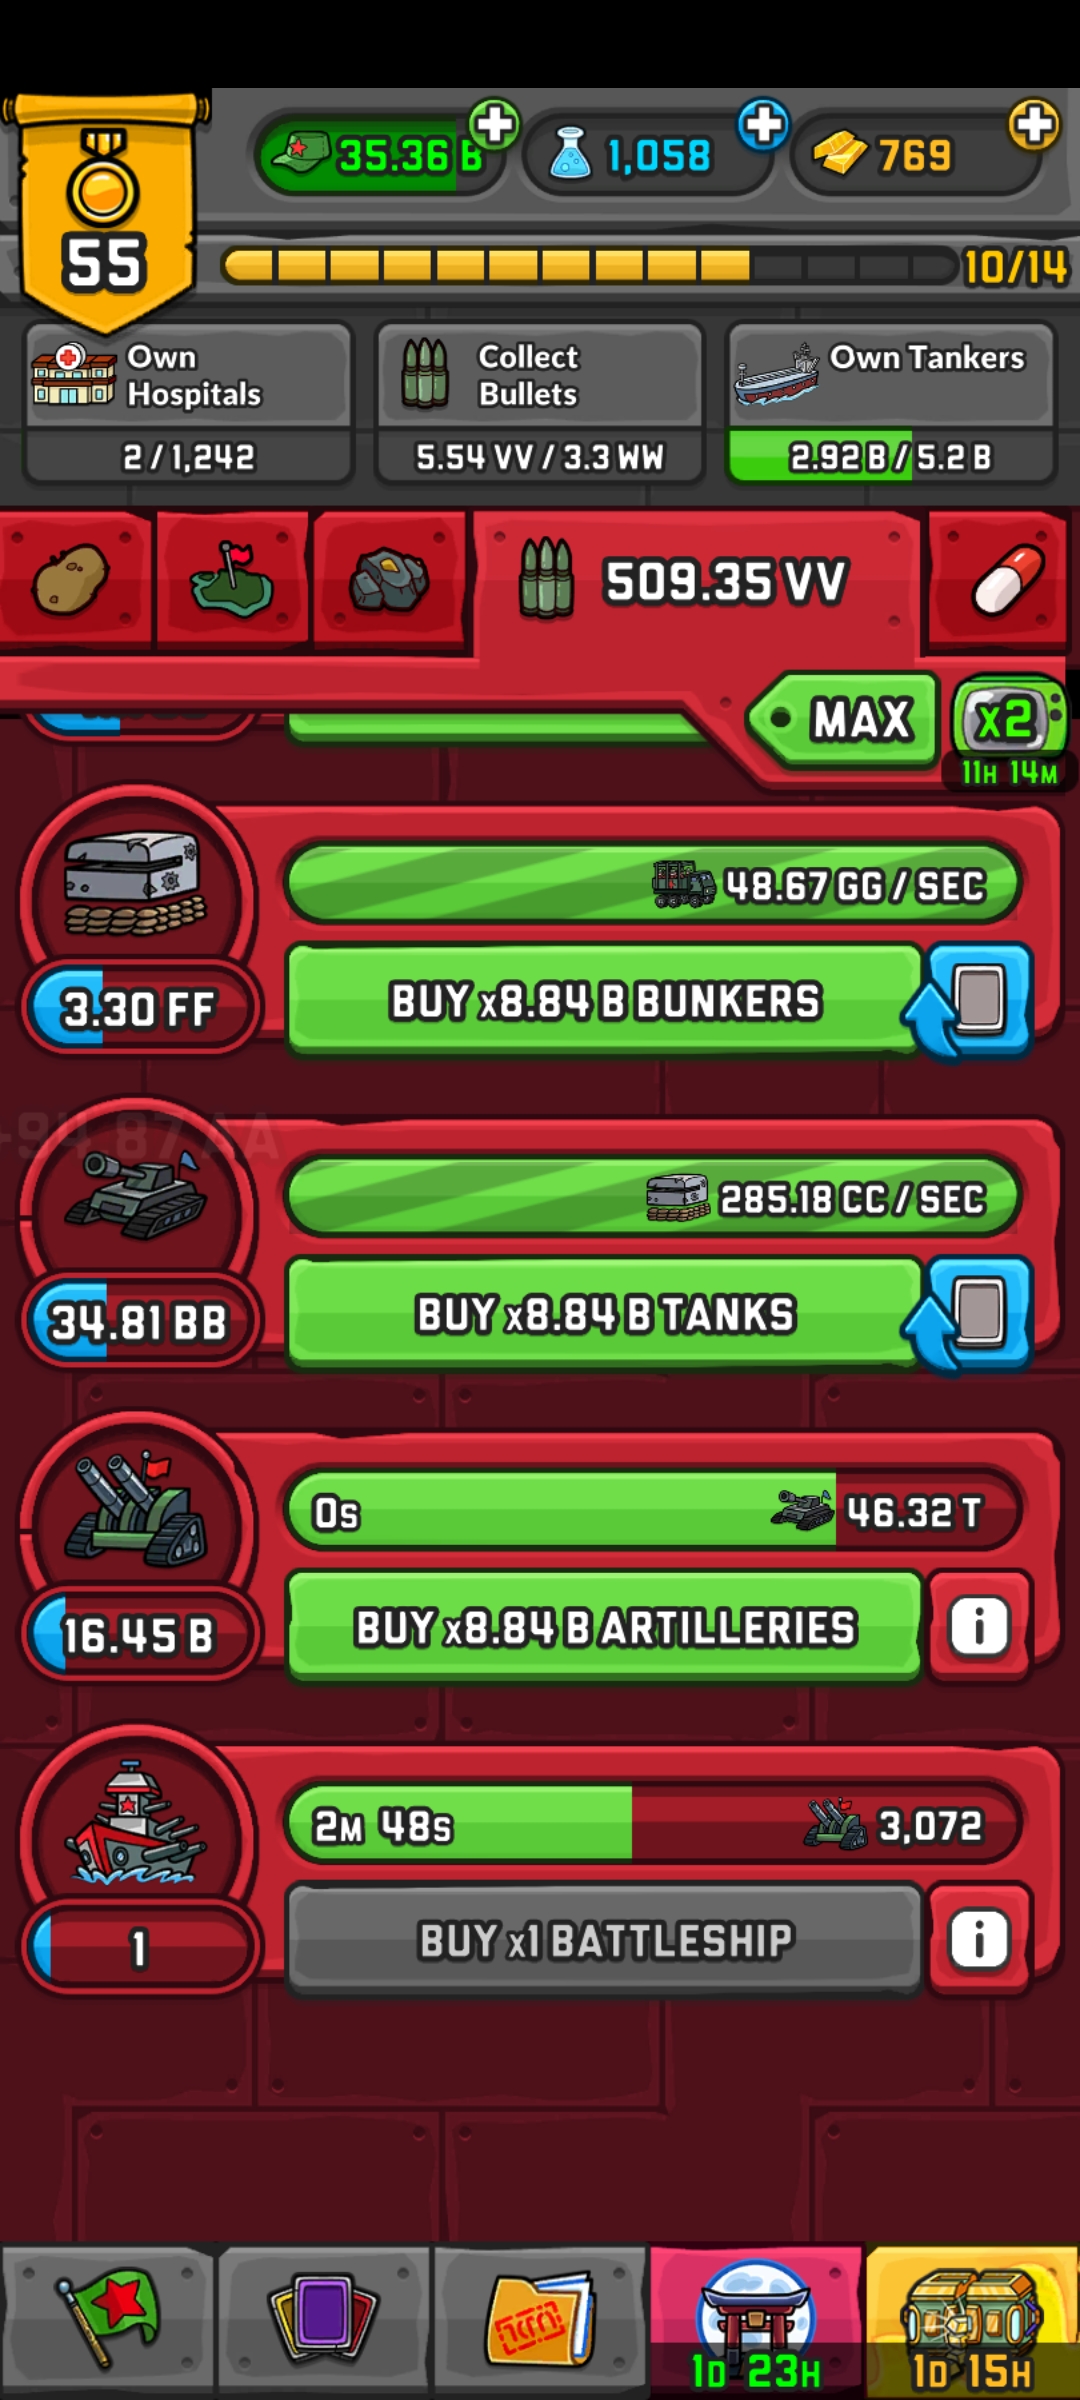 35.36 B
1,058
769
55
10/14
Own
Hospitals
2 / 1,242
Collect
Bullets
5.54 VV / 3.3 WW
Own Tankers
2.92 B / 5.2 B
509.35 VV
MAX
x2
11H 14M
48.67 GG / SEC
3.30 FF
BUY x8.84 B BUNKERS
+94.87 AA
285.18 CC / SEC
34.81 BB
BUY x8.84 B TANKS
0s
46.32 T
16.45 B
BUY x8.84 B ARTILLERIES
i
2M 48s
3,072
1
BUY x1 BATTLESHIP
i
1D 23H
1D 15H